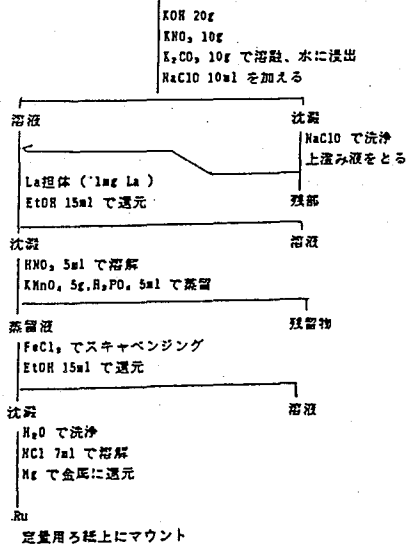 KOH 20g
KNO₃ 10g
K₂CO₃ 10g で溶融、水に浸出
NaClO 10ml を加える
溶液
沈澱
NaClO で洗浄
上澄み液をとる
La担体 (~1mg La )
EtOH 15ml で還元
残部
沈澱
溶液
HNO₃ 5ml で溶解
KMnO₄ 5g,H₃PO₄ 5ml で蒸留
蒸留液
残留物
FeCl₃ でスキャベンジング
EtOH 15ml で還元
沈澱
溶液
H₂O で洗浄
HCl 7ml で溶解
Mg で金属に還元
Ru
定量用ろ紙上にマウント